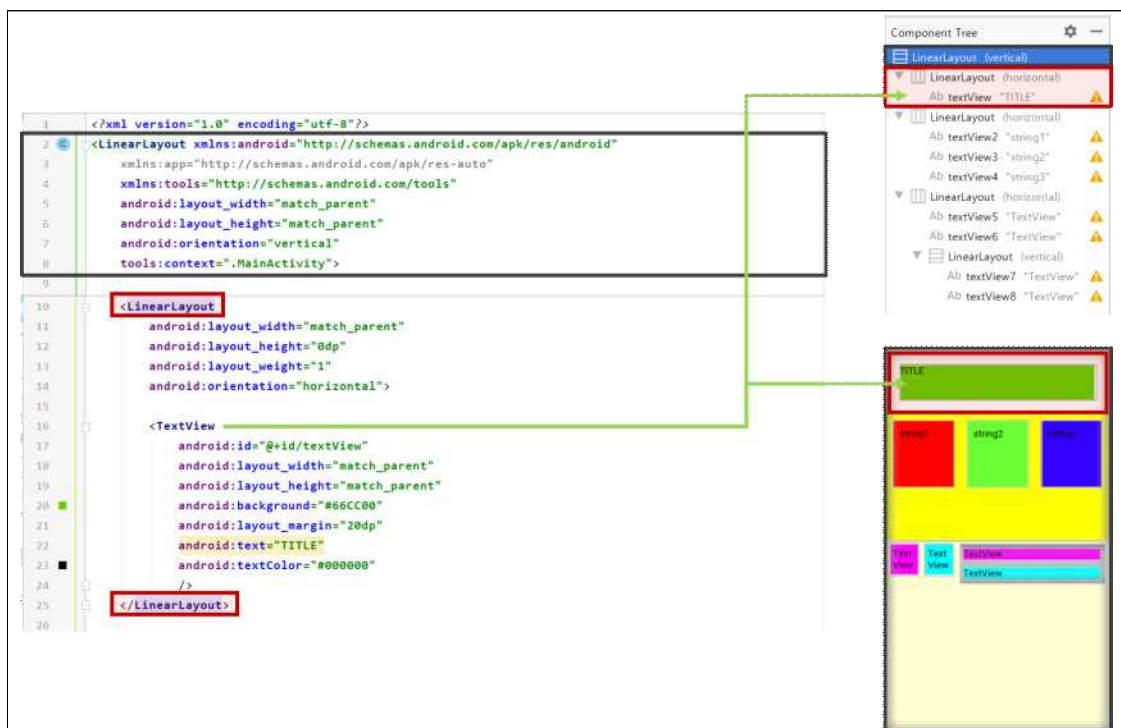 Component Tree
LinearLayout (vertical)
LinearLayout (horizontal)
Ab textView "TITLE"
LinearLayout (horizontal)
Ab textView2 "string1"
Ab textView3 "string2"
Ab textView4 "string3"
LinearLayout (horizontal)
Ab textView5 "TextView"
Ab textView6 "TextView"
LinearLayout (vertical)
Ab textView7 "TextView"
Ab textView8 "TextView"
1 <?xml version="1.0" encoding="utf-8"?>
2 C <LinearLayout xmlns:android="http://schemas.android.com/apk/res/android"
3 xmlns:app="http://schemas.android.com/apk/res-auto"
4 xmlns:tools="http://schemas.android.com/tools"
5 android:layout_width="match_parent"
6 android:layout_height="match_parent"
7 android:orientation="vertical"
8 tools:context=".MainActivity">
9
10 <LinearLayout
11 android:layout_width="match_parent"
12 android:layout_height="0dp"
13 android:layout_weight="1"
14 android:orientation="horizontal">
15
16 <TextView
17 android:id="@+id/textView"
18 android:layout_width="match_parent"
19 android:layout_height="match_parent"
20 android:background="#66CC00"
21 android:layout_margin="20dp"
22 android:text="TITLE"
23 android:textColor="#000000"
24 />
25 </LinearLayout>
26
TITLE
string1 string2 string3
Text View
Text View
TextView
TextView